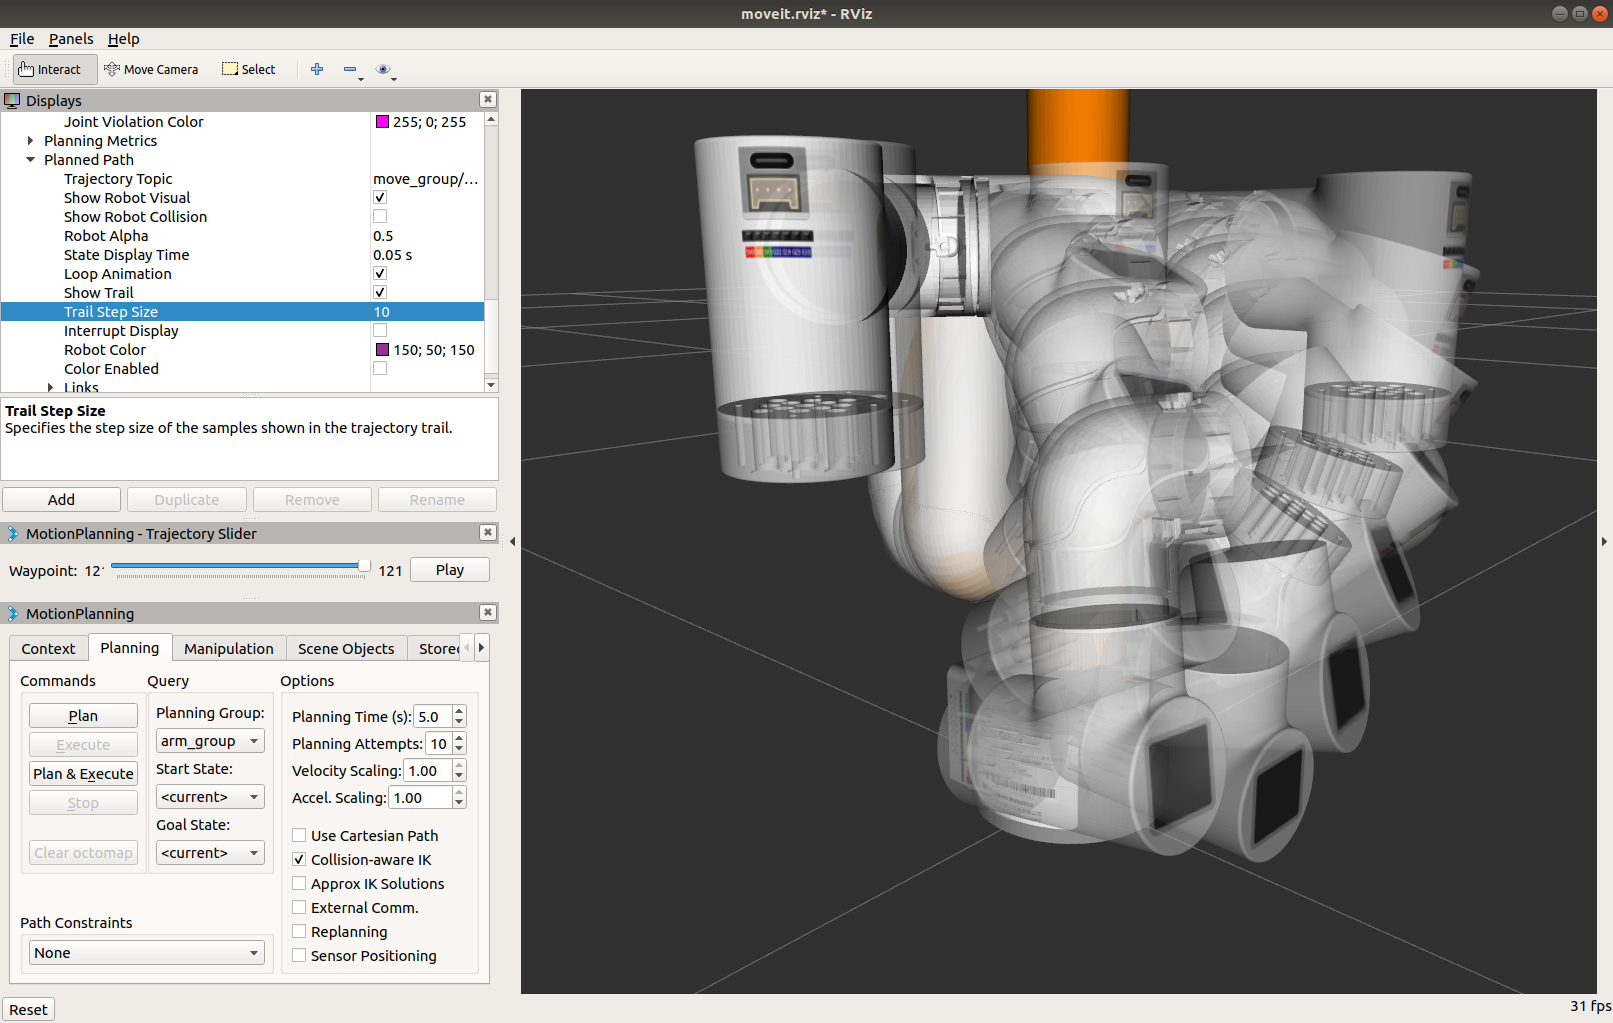 moveit.rviz* - RViz
File Panels Help
Interact Move Camera Select
Displays
Joint Violation Color 255; 0; 255
Planning Metrics
Planned Path
Trajectory Topic move_group/...
Show Robot Visual
Show Robot Collision
Robot Alpha 0.5
State Display Time 0.05 s
Loop Animation
Show Trail
Trail Step Size 10
Interrupt Display
Robot Color 150; 50; 150
Color Enabled
Links
Trail Step Size
Specifies the step size of the samples shown in the trajectory trail.
Add Duplicate Remove Rename
MotionPlanning - Trajectory Slider
Waypoint: 12 121 Play
MotionPlanning
Context Planning Manipulation Scene Objects Store
Commands Query Options
Plan
Execute
Plan & Execute
Stop
Clear octomap
Planning Group:
arm_group
Start State:
<current>
Goal State:
<current>
Planning Time (s): 5.0
Planning Attempts: 10
Velocity Scaling: 1.00
Accel. Scaling: 1.00
Use Cartesian Path
Collision-aware IK
Approx IK Solutions
External Comm.
Replanning
Sensor Positioning
Path Constraints
None
Reset
31 fps